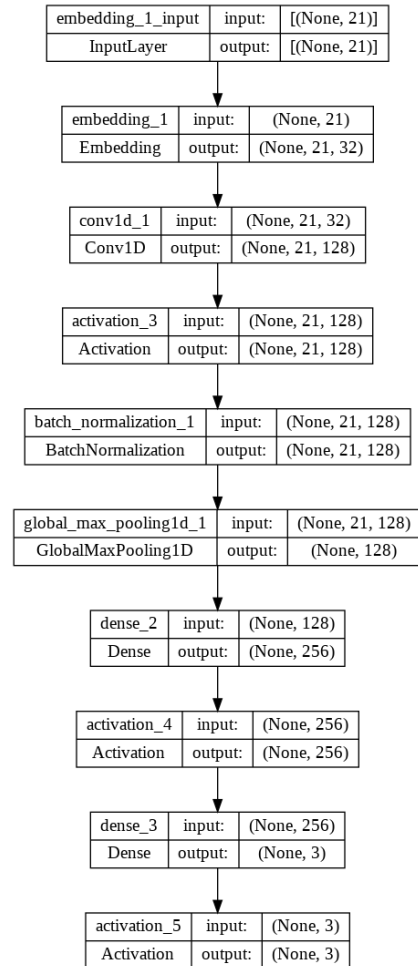 embedding_1_input input: [(None, 21)]
InputLayer output: [(None, 21)]
embedding_1 input: (None, 21)
Embedding output: (None, 21, 32)
conv1d_1 input: (None, 21, 32)
Conv1D output: (None, 21, 128)
activation_3 input: (None, 21, 128)
Activation output: (None, 21, 128)
batch_normalization_1 input: (None, 21, 128)
BatchNormalization output: (None, 21, 128)
global_max_pooling1d_1 input: (None, 21, 128)
GlobalMaxPooling1D output: (None, 128)
dense_2 input: (None, 128)
Dense output: (None, 256)
activation_4 input: (None, 256)
Activation output: (None, 256)
dense_3 input: (None, 256)
Dense output: (None, 3)
activation_5 input: (None, 3)
Activation output: (None, 3)